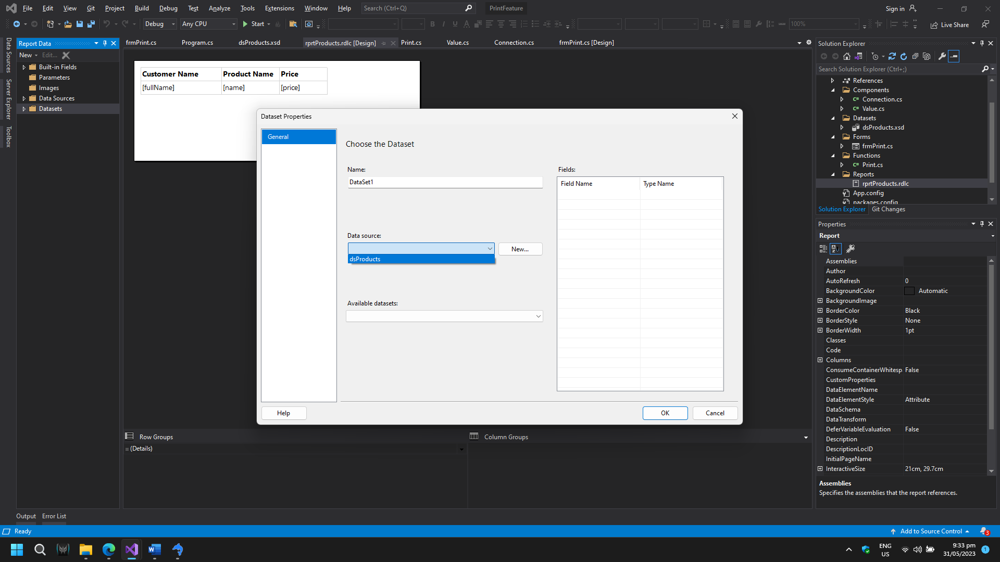 File Edit View Git Project Build Debug Test Analyze Tools Extensions Window Help Search (Ctrl+Q) PrintFeature Sign in
Debug Any CPU Start 100% Live Share
Data Sources
Server Explorer
Toolbox
Report Data
New Edit...
Built-in Fields
Parameters
Images
Data Sources
Datasets
frmPrint.cs Program.cs dsProducts.xsd rprtProducts.rdlc [Design] Print.cs Value.cs Connection.cs frmPrint.cs [Design]
Customer Name Product Name Price
[fullName] [name] [price]
Dataset Properties
General
Choose the Dataset
Name:
DataSet1
Data source:
New...
dsProducts
Available datasets:
Fields:
Field Name Type Name
Help OK Cancel
Row Groups Column Groups
(Details)
Solution Explorer
Search Solution Explorer (Ctrl+;)
References
Components
Connection.cs
Value.cs
Datasets
dsProducts.xsd
Forms
frmPrint.cs
Functions
Print.cs
Reports
rprtProducts.rdlc
App.config
packages.config
Solution Explorer Git Changes
Properties
Report
Assemblies
Author
AutoRefresh 0
BackgroundColor Automatic
BackgroundImage
BorderColor Black
BorderStyle None
BorderWidth 1pt
Classes
Code
Columns
ConsumeContainerWhitesp False
CustomProperties
DataElementName
DataElementStyle Attribute
DataSchema
DataTransform
DeferVariableEvaluation False
Description
DescriptionLocID
InitialPageName
InteractiveSize 21cm, 29.7cm
Assemblies
Specifies the assemblies that the report references.
Output Error List
Ready Add to Source Control 3
ENG
US
9:33 pm
31/05/2023
1